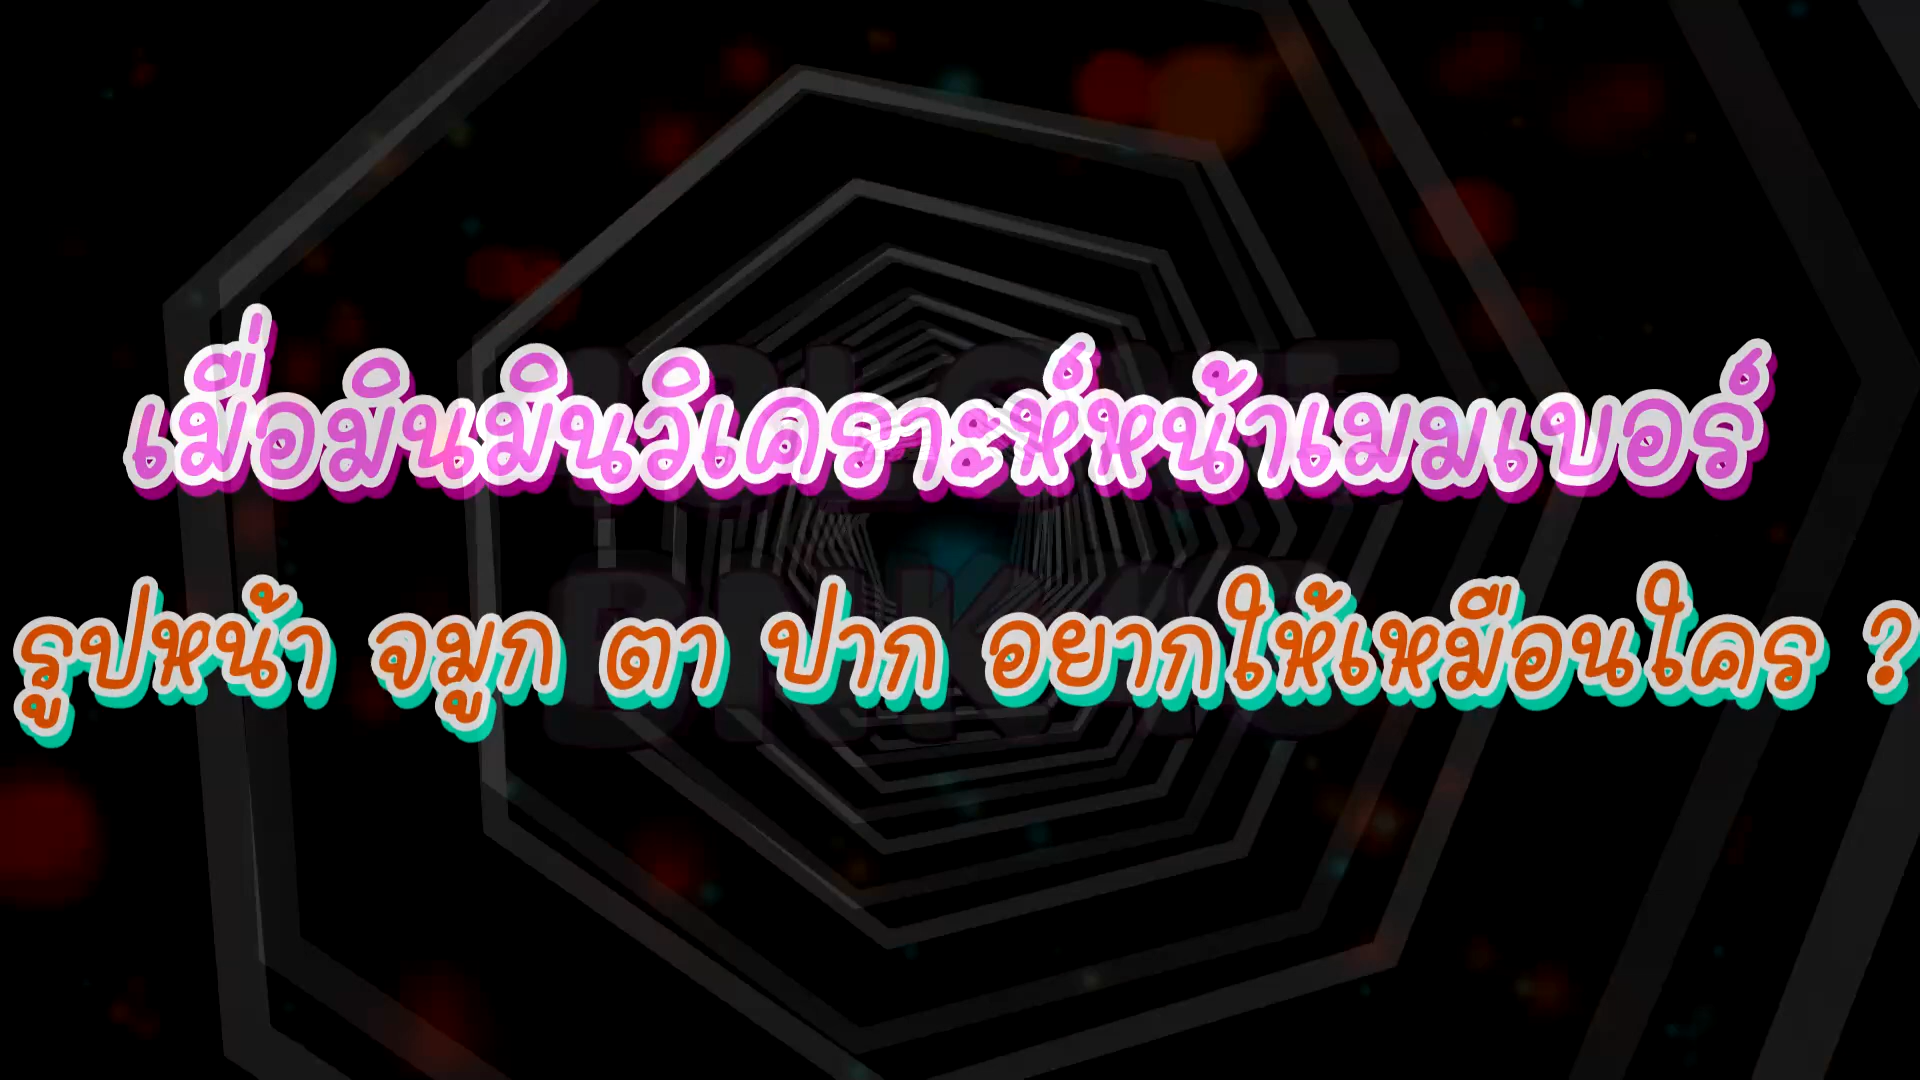 เมื่อมินมินวิเคราะห์หน้าเมมเบอร์
รูปหน้า จมูก ตา ปาก อยากให้เหมือนใคร ?